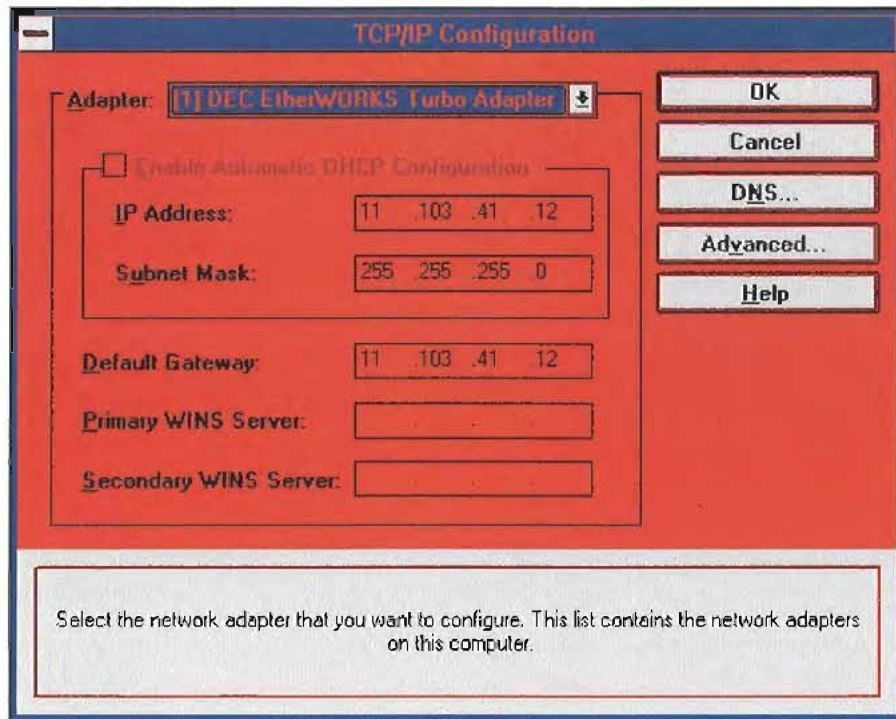 TCP/IP Configuration
Adapter: [1] DEC EtherWORKS Turbo Adapter
Enable Automatic DHCP Configuration
IP Address: 11 .103 .41 .12
Subnet Mask: 255 .255 .255 .0
Default Gateway: 11 .103 .41 .12
Primary WINS Server: . . .
Secondary WINS Server: . . .
OK
Cancel
DNS...
Advanced...
Help
Select the network adapter that you want to configure. This list contains the network adapters
on this computer.